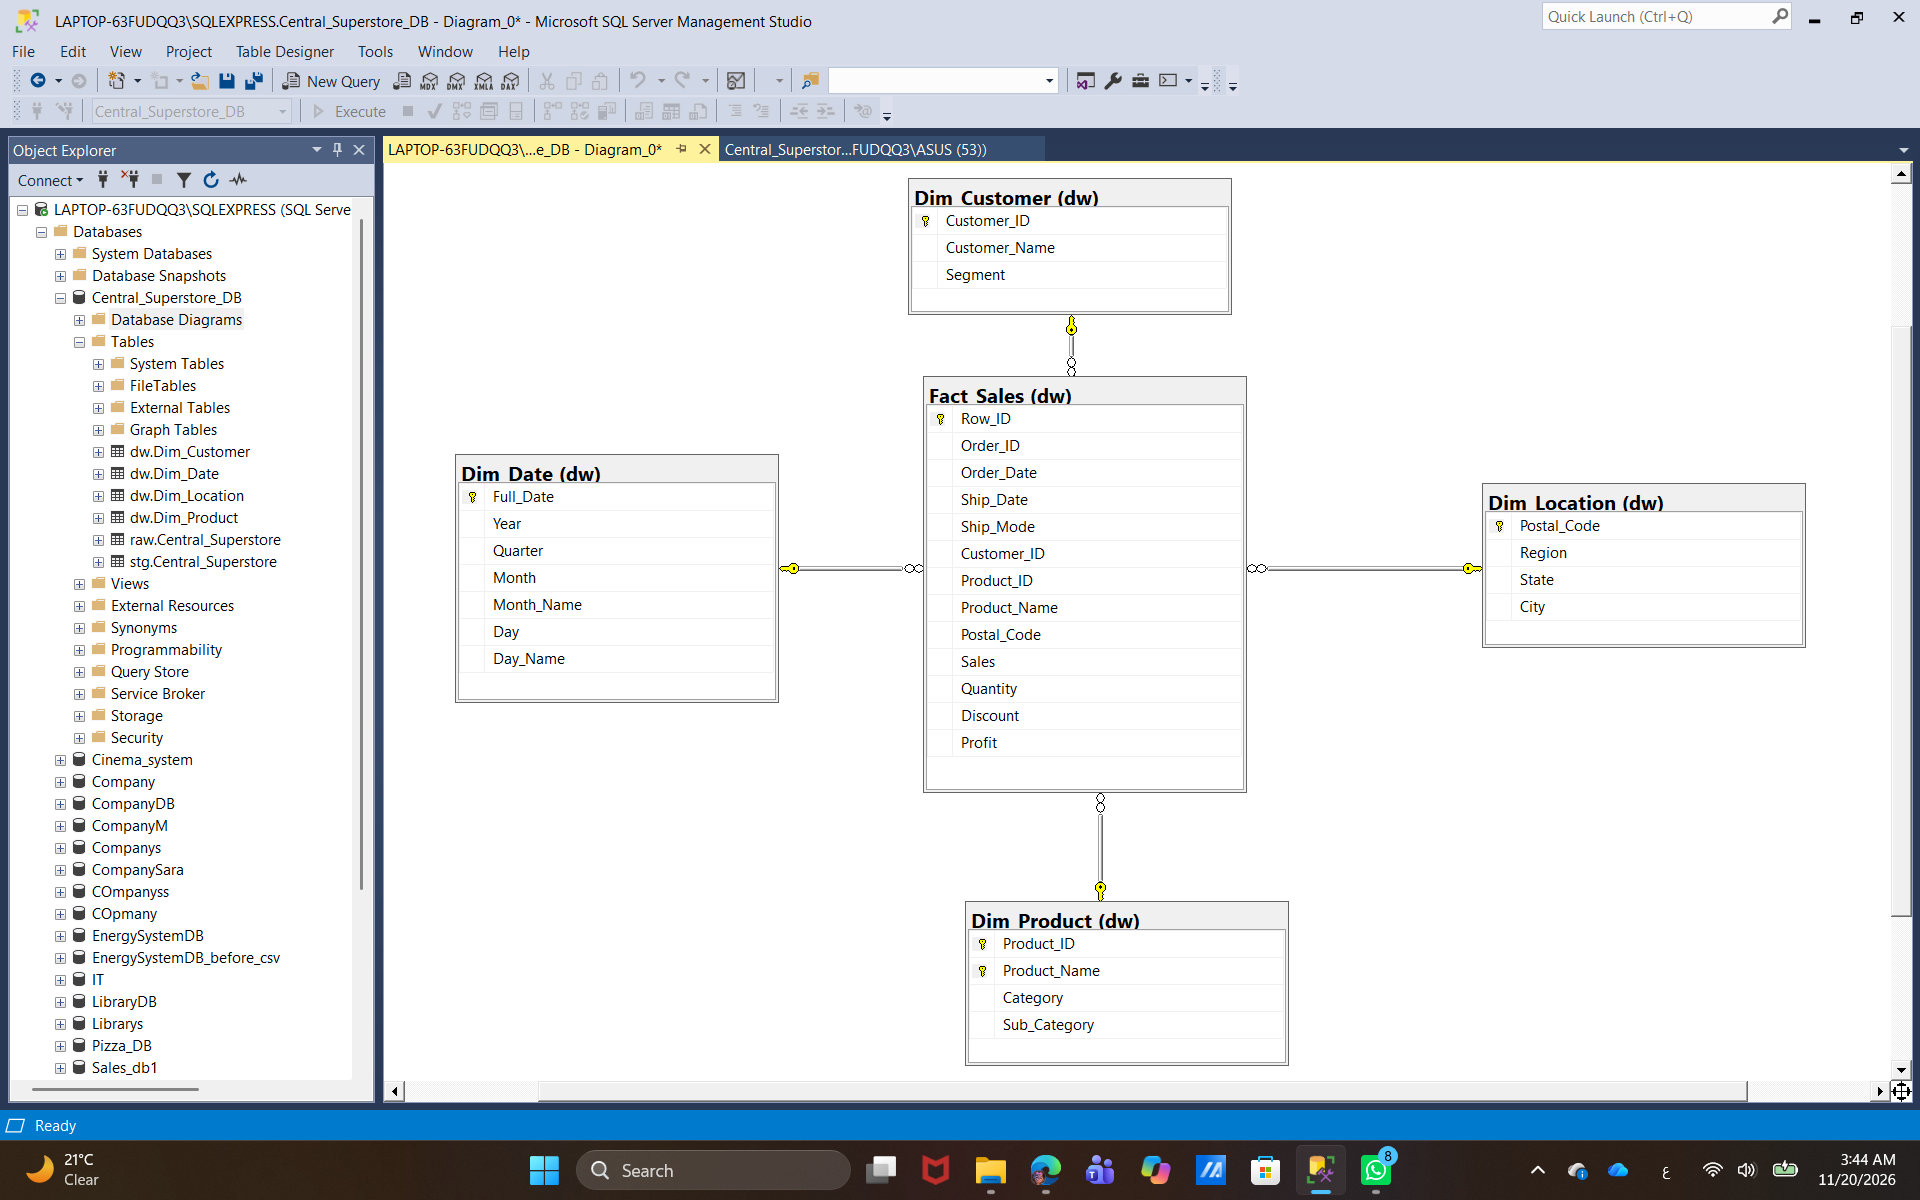 LAPTOP-63FUDQQ3\SQLEXPRESS.Central_Superstore_DB - Diagram_0* - Microsoft SQL Server Management Studio
Quick Launch (Ctrl+Q)
File Edit View Project Table Designer Tools Window Help
New Query
MDX DMX XMLA DAX
Central_Superstore_DB
Execute
Object Explorer
Connect
LAPTOP-63FUDQQ3\SQLEXPRESS (SQL Serve
Databases
System Databases
Database Snapshots
Central_Superstore_DB
Database Diagrams
Tables
System Tables
FileTables
External Tables
Graph Tables
dw.Dim_Customer
dw.Dim_Date
dw.Dim_Location
dw.Dim_Product
raw.Central_Superstore
stg.Central_Superstore
Views
External Resources
Synonyms
Programmability
Query Store
Service Broker
Storage
Security
Cinema_system
Company
CompanyDB
CompanyM
Companys
CompanySara
COmpanyss
COpmany
EnergySystemDB
EnergySystemDB_before_csv
IT
LibraryDB
Librarys
Pizza_DB
Sales_db1
LAPTOP-63FUDQQ3\...e_DB - Diagram_0*
Central_Superstor...FUDQQ3\ASUS (53))
Dim_Customer (dw)
Customer_ID
Customer_Name
Segment
Fact_Sales (dw)
Row_ID
Order_ID
Order_Date
Ship_Date
Ship_Mode
Customer_ID
Product_ID
Product_Name
Postal_Code
Sales
Quantity
Discount
Profit
Dim_Date (dw)
Full_Date
Year
Quarter
Month
Month_Name
Day
Day_Name
Dim_Location (dw)
Postal_Code
Region
State
City
Dim_Product (dw)
Product_ID
Product_Name
Category
Sub_Category
Ready
21°C
Clear
Search
8
ع
3:44 AM
11/20/2026